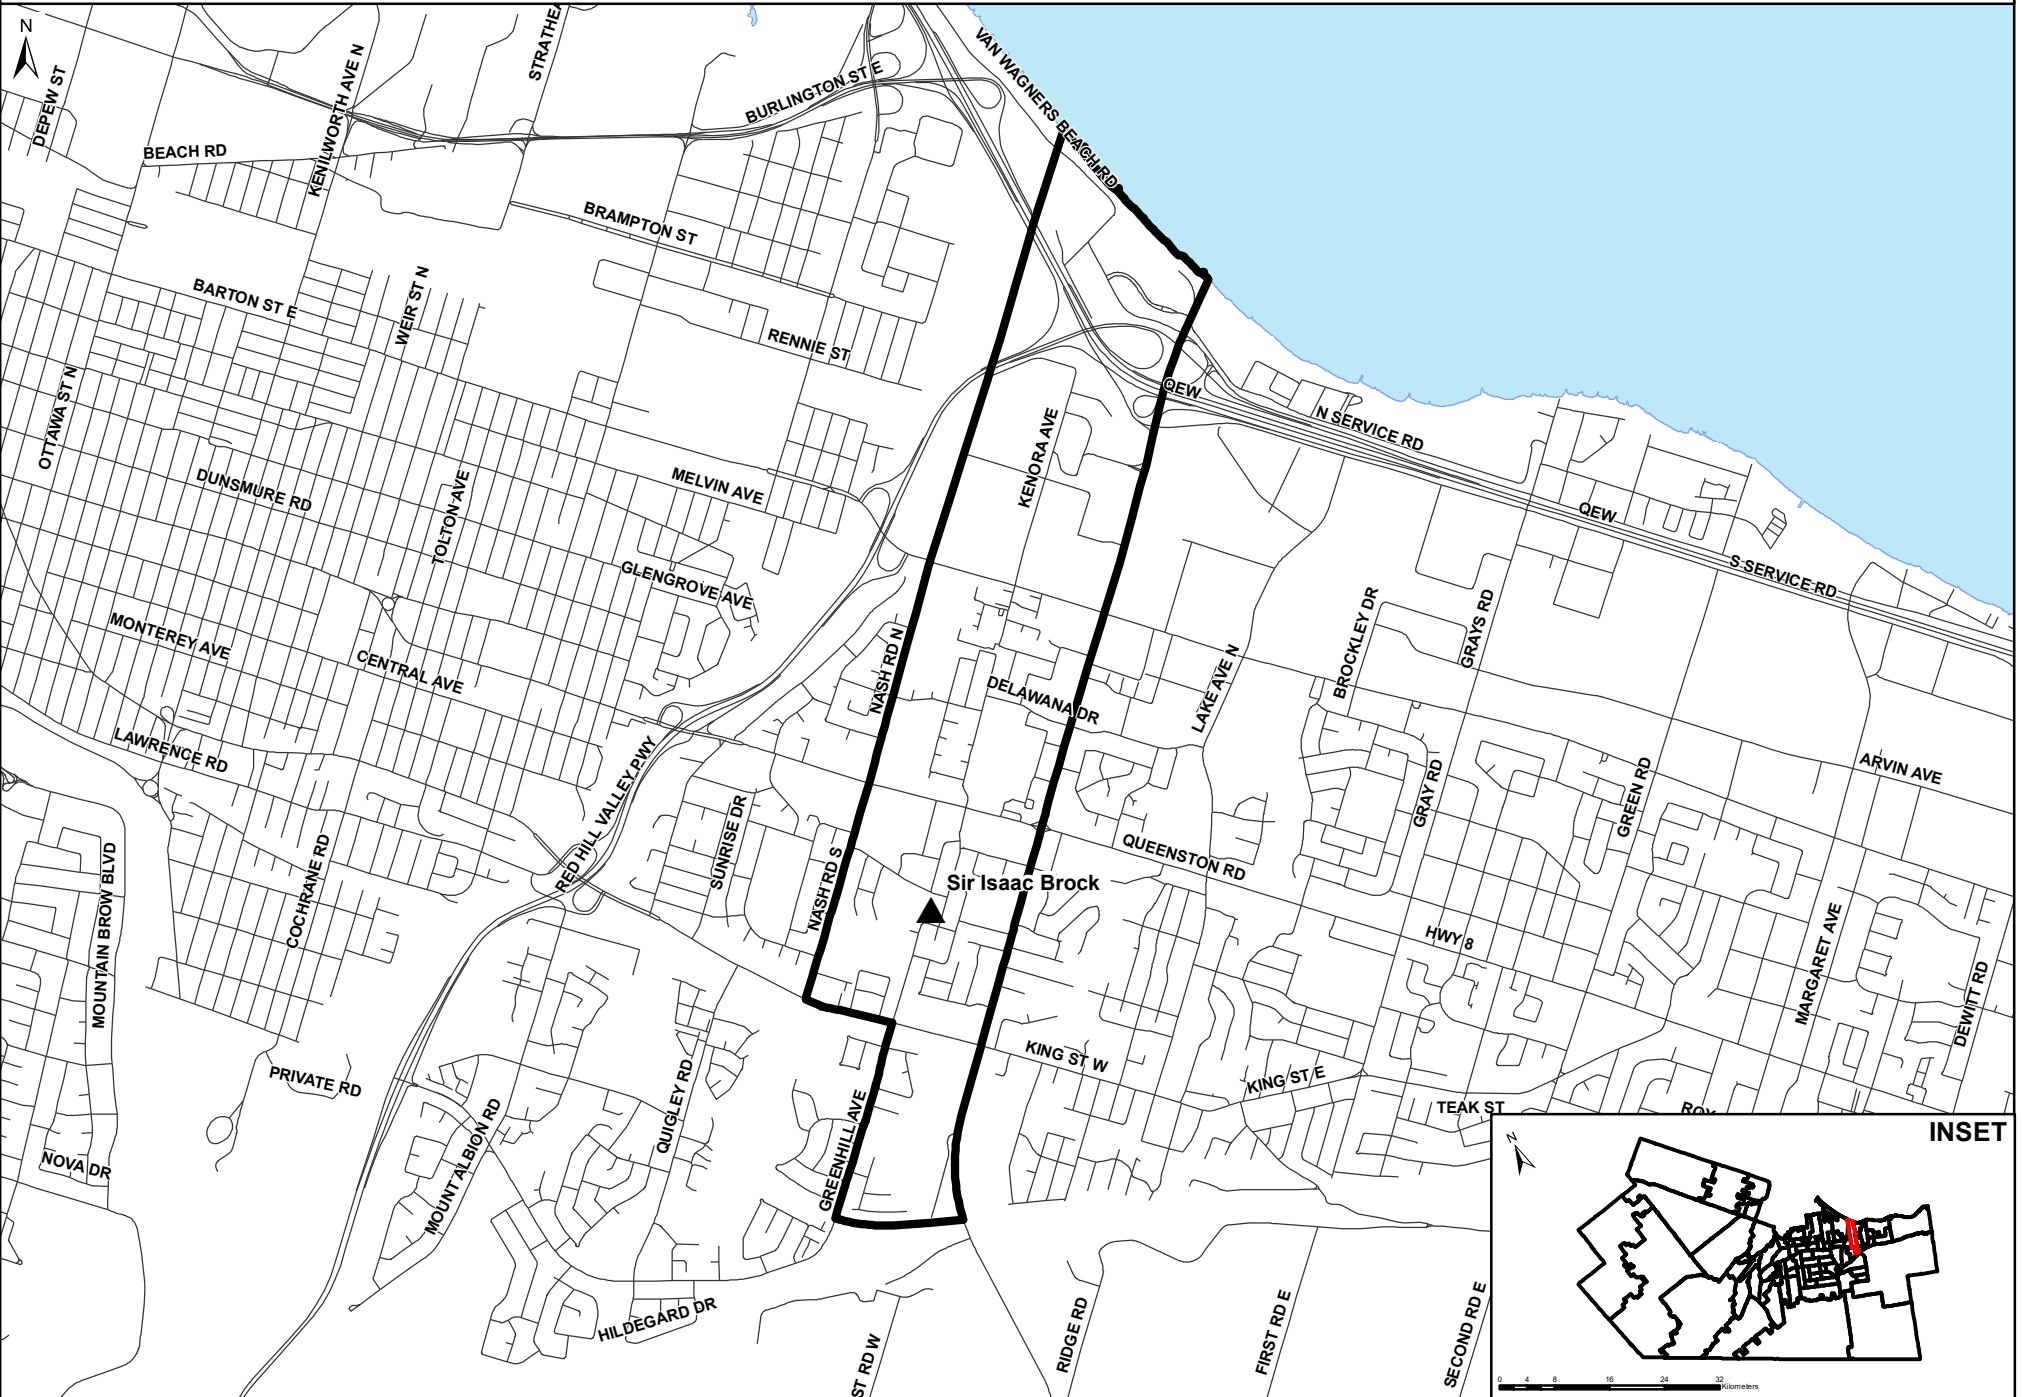 N
DEPEW ST
KENILWORTH AVE N
STRATHEA
BURLINGTON ST E
VAN WAGNERS BEACH RD
BEACH RD
BRAMPTON ST
BARTON ST E
WEIR ST N
RENNIE ST
QEW
N SERVICE RD
OTTAWA ST N
KENORA AVE
DUNSMURE RD
TOLTON AVE
MELVIN AVE
QEW
S SERVICE RD
GLENGROVE AVE
MONTEREY AVE
CENTRAL AVE
NASH RD N
DELAWANA DR
LAKE AVE N
BROCKLEY DR
GRAYS RD
LAWRENCE RD
RED HILL VALLEY PWY
ARVIN AVE
GRAY RD
GREEN RD
SUNRISE DR
QUEENSTON RD
NASH RD S
Sir Isaac Brock
MOUNTAIN BROW BLVD
COCHRANE RD
HWY 8
MARGARET AVE
DEWITT RD
KING ST W
KING ST E
PRIVATE RD
QUIGLEY RD
TEAK ST
NOVA DR
MOUNT ALBION RD
GREENHILL AVE
HILDEGARD DR
ST RD W
RIDGE RD
FIRST RD E
SECOND RD E
INSET
N
0 4 8 16 24 32
Kilometers